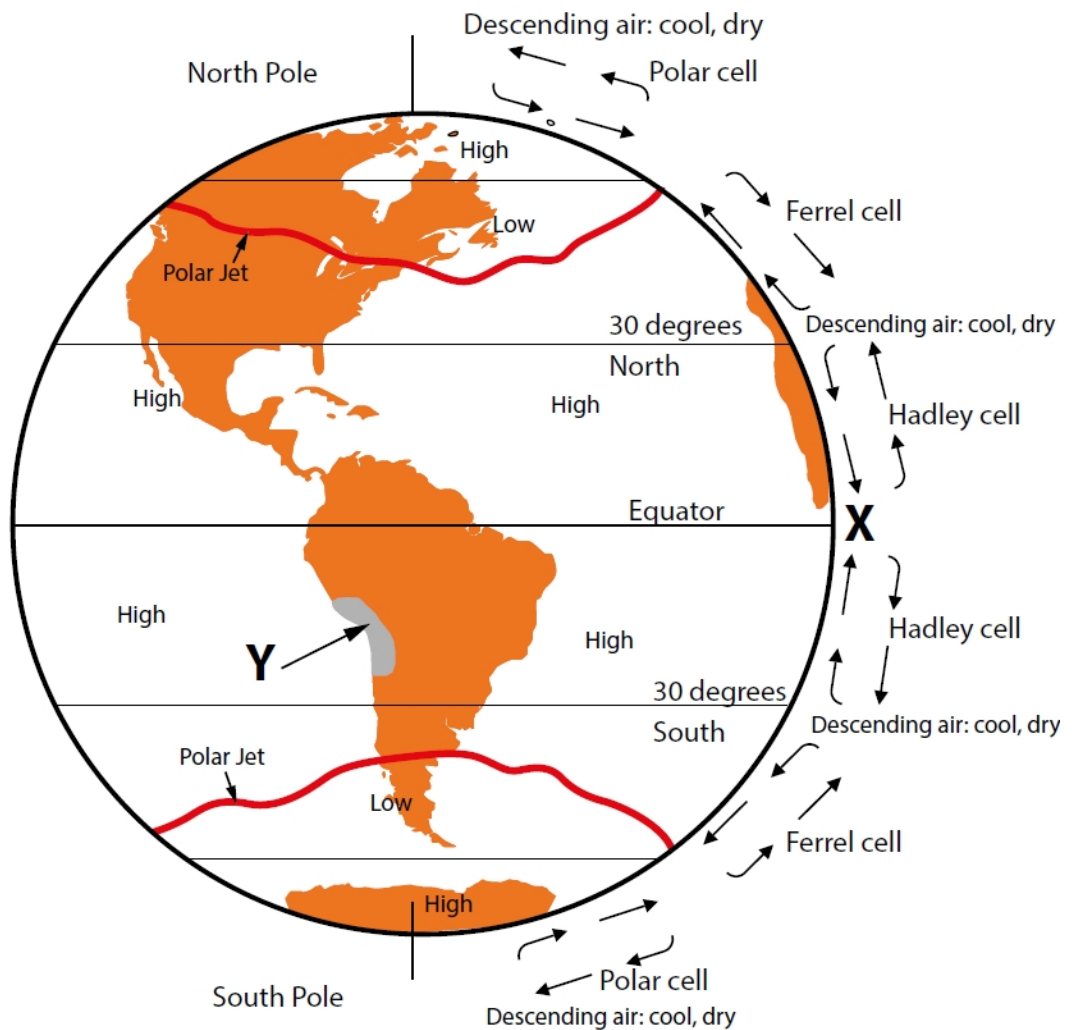 Descending air: cool, dry
North Pole
Polar cell
High
Ferrel cell
Low
Polar Jet
30 degrees
North
Descending air: cool, dry
High
High
Hadley cell
Equator
X
High
High
Hadley cell
Y
30 degrees
South
Descending air: cool, dry
Polar Jet
Low
Ferrel cell
High
Polar cell
South Pole
Descending air: cool, dry